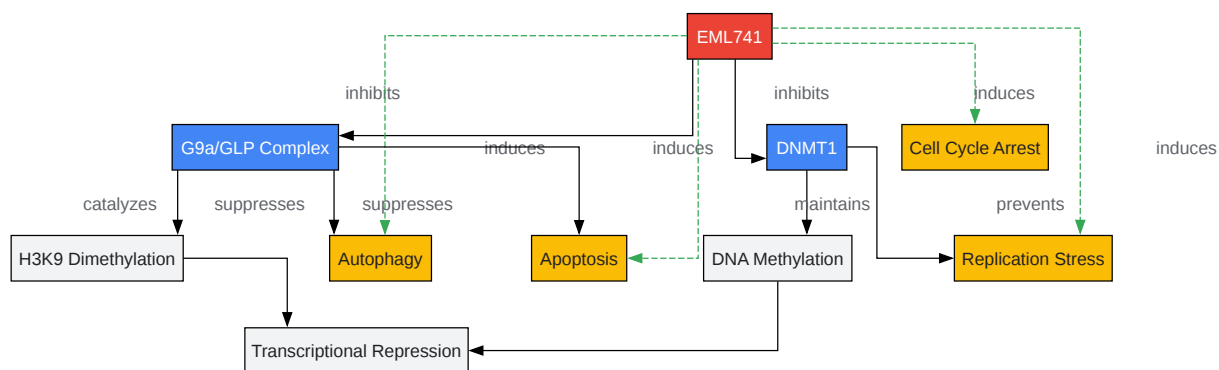 EML741
inhibits
inhibits
induces
G9a/GLP Complex
induces
induces
DNMT1
Cell Cycle Arrest
induces
catalyzes
suppresses
suppresses
maintains
prevents
H3K9 Dimethylation
Autophagy
Apoptosis
DNA Methylation
Replication Stress
Transcriptional Repression